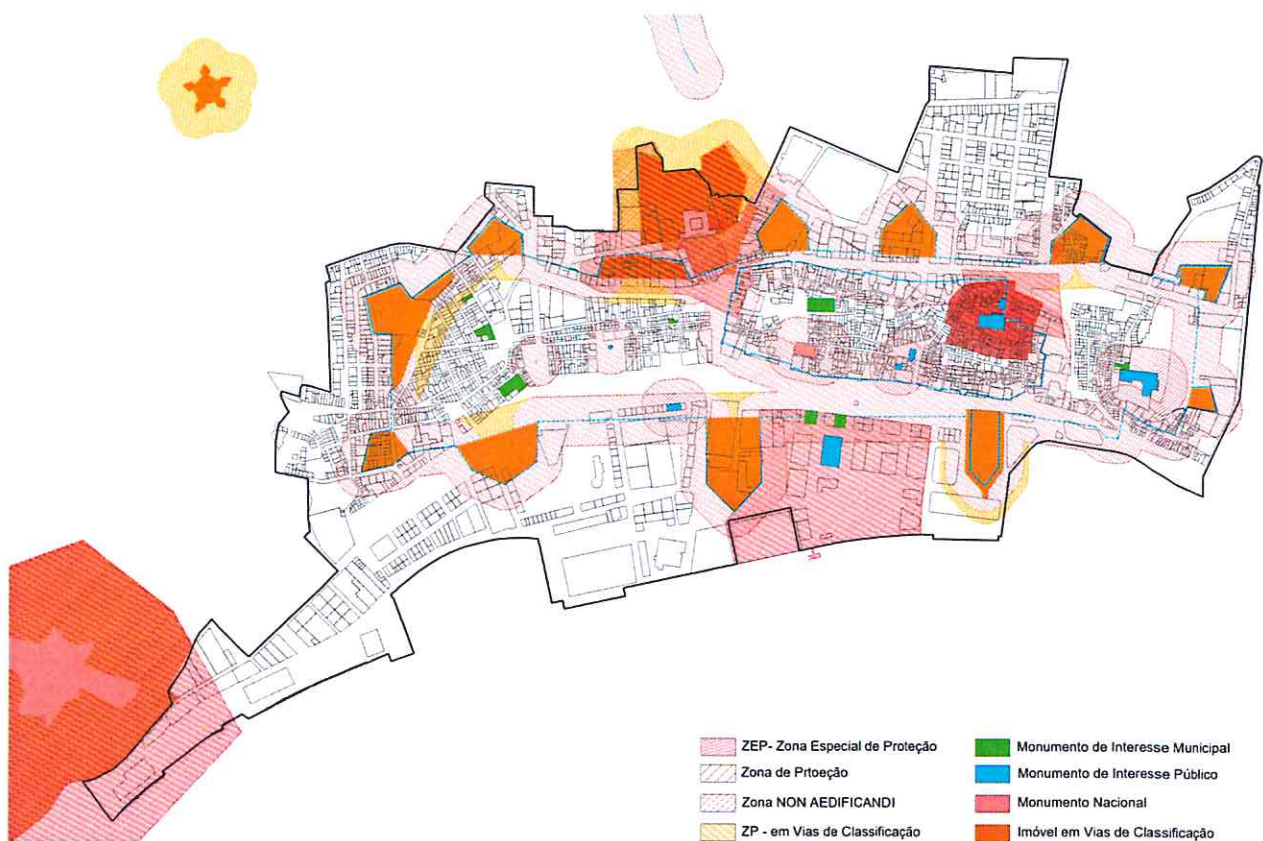 ZEP- Zona Especial de Proteção
Zona de Prtoeção
Zona NON AEDIFICANDI
ZP - em Vias de Classificação
Monumento de Interesse Municipal
Monumento de Interesse Público
Monumento Nacional
Imóvel em Vias de Classificação